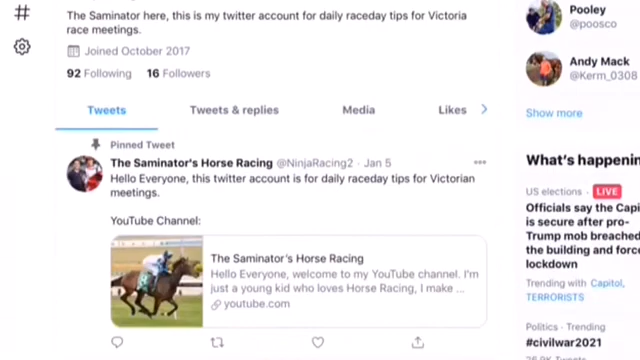 #
The Saminator here, this is my twitter account for daily raceday tips for Victoria
race meetings.
Joined October 2017
92 Following 16 Followers
Tweets Tweets & replies Media Likes
Pinned Tweet
The Saminator's Horse Racing @NinjaRacing2 · Jan 5
Hello Everyone, this twitter account is for daily raceday tips for Victorian
meetings.
YouTube Channel:
The Saminator's Horse Racing
Hello Everyone, welcome to my YouTube channel. I'm
just a young kid who loves Horse Racing, I make ...
youtube.com
Pooley
@poosco
Andy Mack
@Kerm_0308
Show more
What's happenin
US elections · LIVE
Officials say the Capi
is secure after pro-
Trump mob breached
the building and force
lockdown
Trending with Capitol,
TERRORISTS
Politics · Trending
#civilwar2021